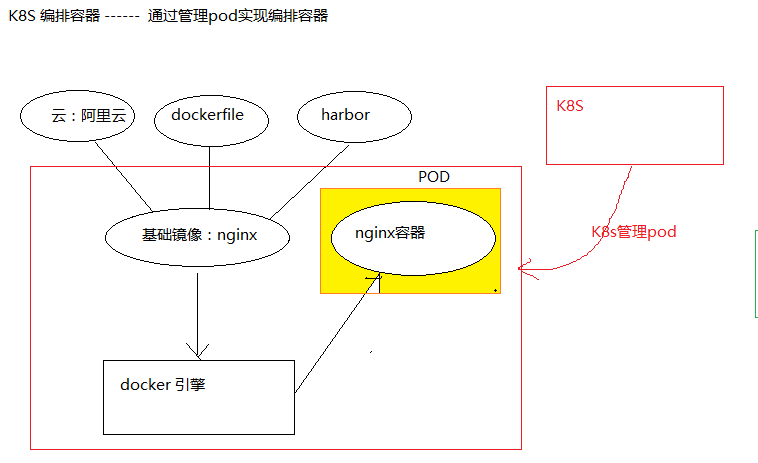 K8S 编排容器 ------ 通过管理pod实现编排容器
云：阿里云
dockerfile
harbor
K8S
POD
基础镜像：nginx
nginx容器
K8s管理pod
docker 引擎